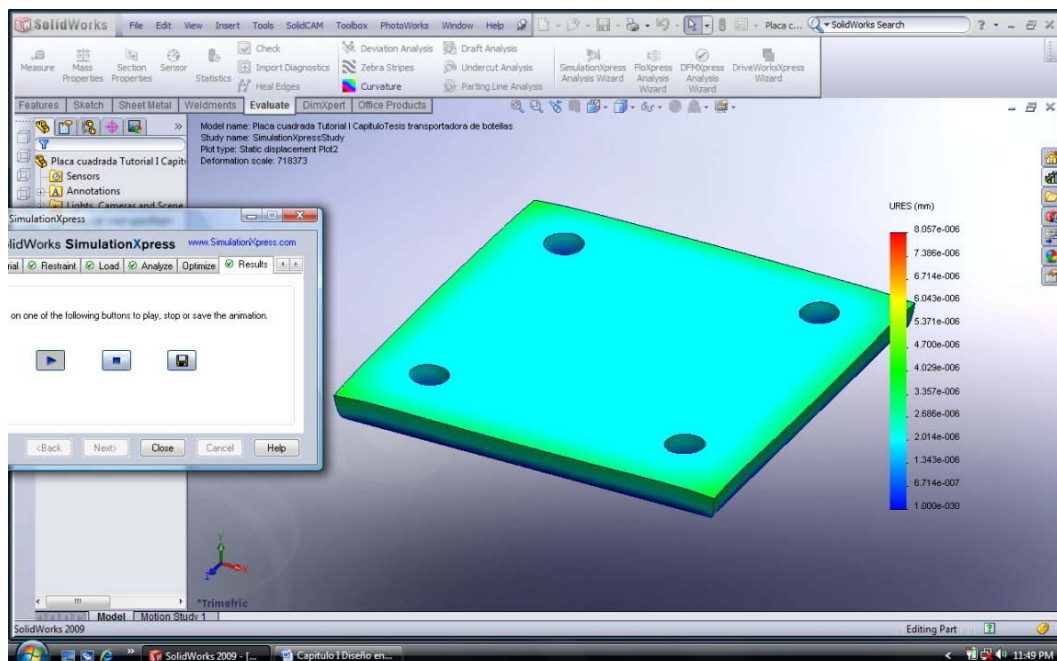 SolidWorks File Edit View Insert Tools SolidCAM Toolbox PhotoWorks Window Help Placa c... SolidWorks Search
Measure Mass Properties Section Properties Sensor Statistics
Check Deviation Analysis Draft Analysis
Import Diagnostics Zebra Stripes Undercut Analysis
Heal Edges Curvature Parting Line Analysis
SimulationXpress Analysis Wizard FloXpress Analysis Wizard DFMXpress Analysis Wizard DriveWorksXpress Wizard
Features Sketch Sheet Metal Weldments Evaluate DimXpert Office Products
Model name: Placa cuadrada Tutorial I CapituloTesis transportadora de botellas
Study name: SimulationXpressStudy
Plot type: Static displacement Plot2
Deformation scale: 718373
Placa cuadrada Tutorial I Capit
Sensors
Annotations
Lights, Cameras and Scene
SimulationXpress
olidWorks SimulationXpress www.SimulationXpress.com
rial Restraint Load Analyze Optimize Results
on one of the following buttons to play, stop or save the animation.
<Back Next> Close Cancel Help
URES (mm)
8.057e-006
7.386e-006
6.714e-006
6.043e-006
5.371e-006
4.700e-006
4.029e-006
3.357e-006
2.686e-006
2.014e-006
1.343e-006
6.714e-007
1.000e-030
Y
X
Z
*Trimetric
Model Motion Study 1
SolidWorks 2009 Editing Part
SolidWorks 2009 - [... Capitulo I Diseño en... 11:49 PM